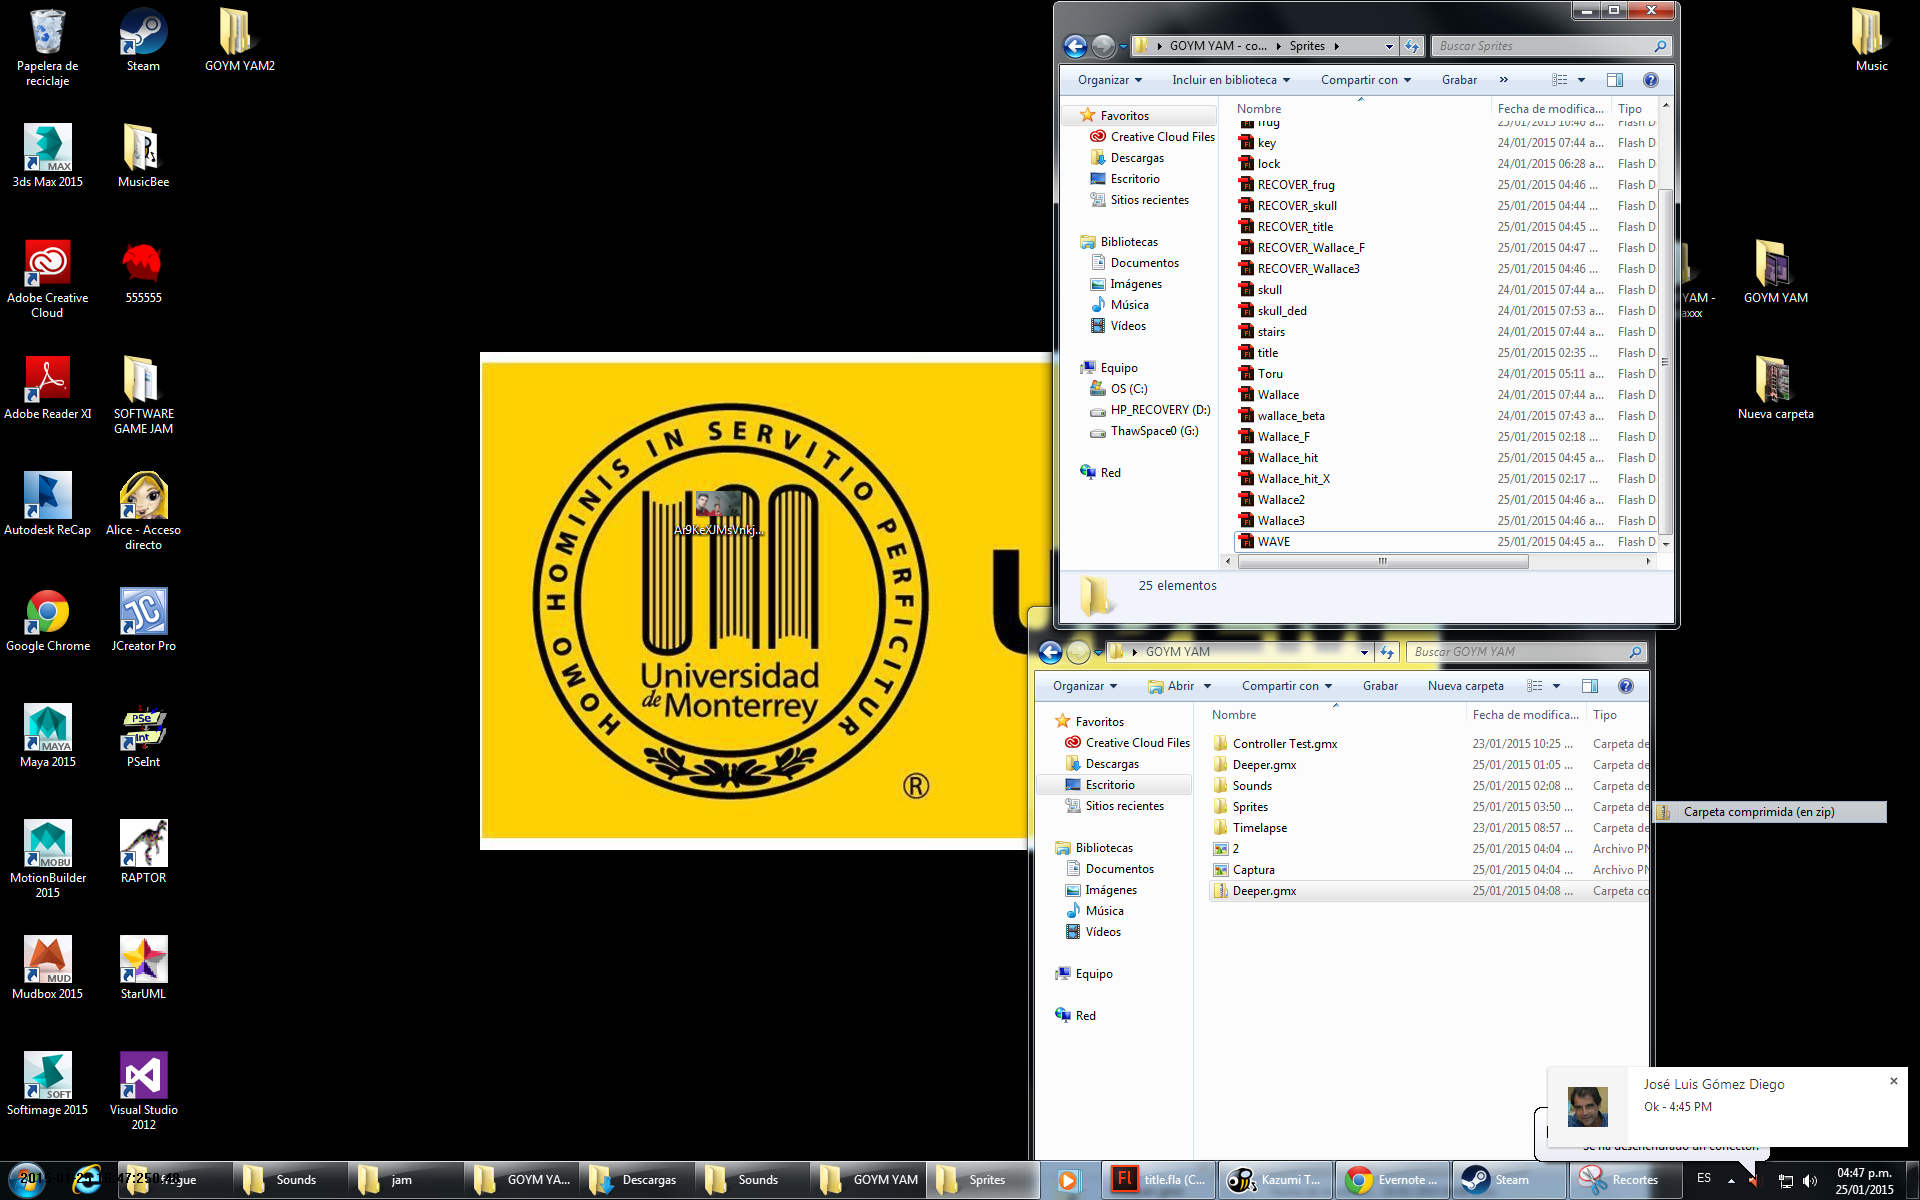 Papelera de
reciclaje
Steam
GOYM YAM2
MAX
3ds Max 2015
MusicBee
Adobe Creative
Cloud
555555
Adobe Reader XI
SOFTWARE
GAME JAM
Autodesk ReCap
Alice - Acceso
directo
Google Chrome
JC
JCreator Pro
MAYA
Maya 2015
PSe
Int
PSeInt
MOBU
MotionBuilder
2015
RAPTOR
MUD
Mudbox 2015
StarUML
SOFT
Softimage 2015
Visual Studio
2012
HOMO HOMINIS IN SERVITIO PERFICITUR
Universidad
de Monterrey
®
Ar9KeXJMsVnkj...
GOYM YAM - co...
Sprites
Buscar Sprites
Organizar
Incluir en biblioteca
Compartir con
Grabar
»
Favoritos
Creative Cloud Files
Descargas
Escritorio
Sitios recientes
Bibliotecas
Documentos
Imágenes
Música
Vídeos
Equipo
OS (C:)
HP_RECOVERY (D:)
ThawSpace0 (G:)
Red
Nombre Fecha de modifica... Tipo
frug 25/01/2015 10:46 a... Flash D
key 24/01/2015 07:44 a... Flash D
lock 24/01/2015 06:28 a... Flash D
RECOVER_frug 25/01/2015 04:46 ... Flash D
RECOVER_skull 25/01/2015 04:44 ... Flash D
RECOVER_title 25/01/2015 04:45 ... Flash D
RECOVER_Wallace_F 25/01/2015 04:47 ... Flash D
RECOVER_Wallace3 25/01/2015 04:46 ... Flash D
skull 24/01/2015 07:44 a... Flash D
skull_ded 24/01/2015 07:53 a... Flash D
stairs 24/01/2015 07:44 a... Flash D
title 25/01/2015 02:35 ... Flash D
Toru 24/01/2015 05:11 a... Flash D
Wallace 24/01/2015 07:44 a... Flash D
wallace_beta 24/01/2015 07:43 a... Flash D
Wallace_F 25/01/2015 02:18 ... Flash D
Wallace_hit 25/01/2015 04:45 a... Flash D
Wallace_hit_X 25/01/2015 02:17 ... Flash D
Wallace2 25/01/2015 04:46 a... Flash D
Wallace3 25/01/2015 04:46 a... Flash D
WAVE 25/01/2015 04:45 a... Flash D
25 elementos
GOYM YAM
Buscar GOYM YAM
Organizar
Abrir
Compartir con
Grabar
Nueva carpeta
Favoritos
Creative Cloud Files
Descargas
Escritorio
Sitios recientes
Bibliotecas
Documentos
Imágenes
Música
Vídeos
Equipo
Red
Nombre Fecha de modifica... Tipo
Controller Test.gmx 23/01/2015 10:25 ... Carpeta de
Deeper.gmx 25/01/2015 01:05 ... Carpeta de
Sounds 25/01/2015 02:08 ... Carpeta de
Sprites 25/01/2015 03:50 ... Carpeta de
Timelapse 23/01/2015 08:57 ... Carpeta de
2 25/01/2015 04:04 ... Archivo PN
Captura 25/01/2015 04:04 ... Archivo PN
Deeper.gmx 25/01/2015 04:08 ... Carpeta co
Carpeta comprimida (en zip)
Music
YAM -
axxx
GOYM YAM
Nueva carpeta
José Luis Gómez Diego
Ok - 4:45 PM
Se ha desenchufado un conector.
Sounds
jam
GOYM YA...
Descargas
Sounds
GOYM YAM
Sprites
title.fla (C...
Kazumi T...
Evernote ...
Steam
Recortes
ES
04:47 p.m.
25/01/2015